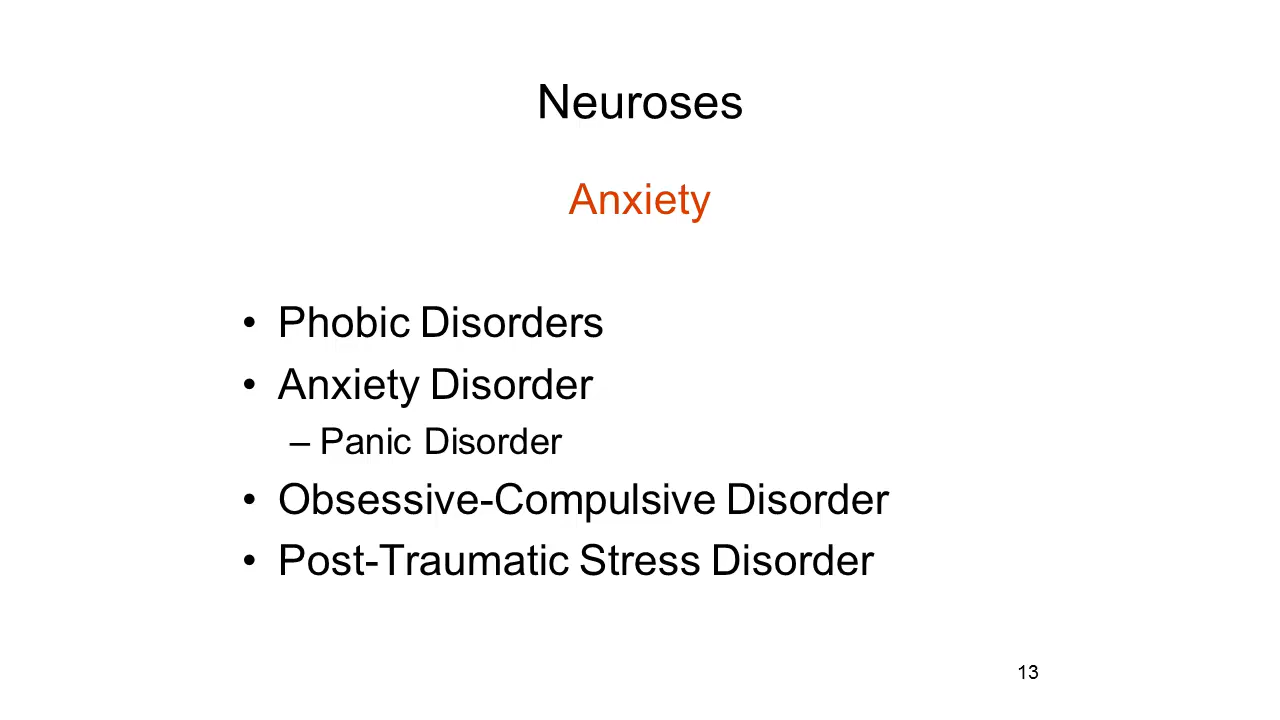 Neuroses
Anxiety
• Phobic Disorders
• Anxiety Disorder
– Panic Disorder
• Obsessive-Compulsive Disorder
• Post-Traumatic Stress Disorder
13